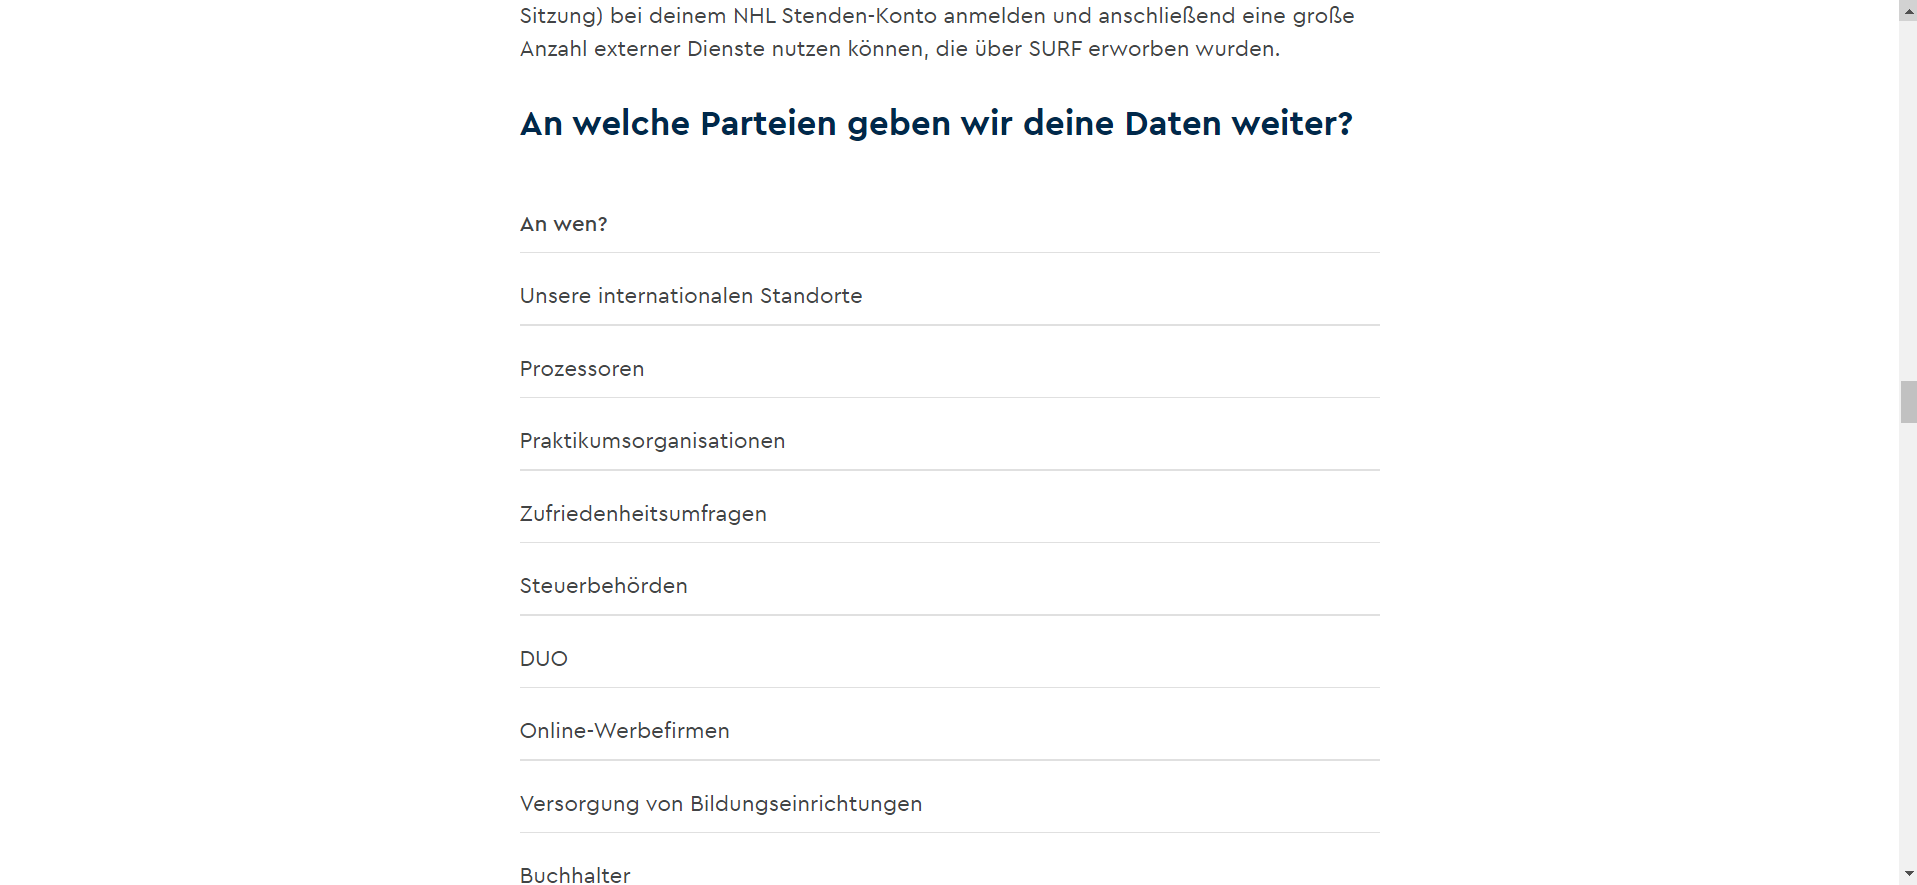 Sitzung) bei deinem NHL Stenden-Konto anmelden und anschließend eine große
Anzahl externer Dienste nutzen können, die über SURF erworben wurden.
An welche Parteien geben wir deine Daten weiter?
An wen?
Unsere internationalen Standorte
Prozessoren
Praktikumsorganisationen
Zufriedenheitsumfragen
Steuerbehörden
DUO
Online-Werbefirmen
Versorgung von Bildungseinrichtungen
Buchhalter